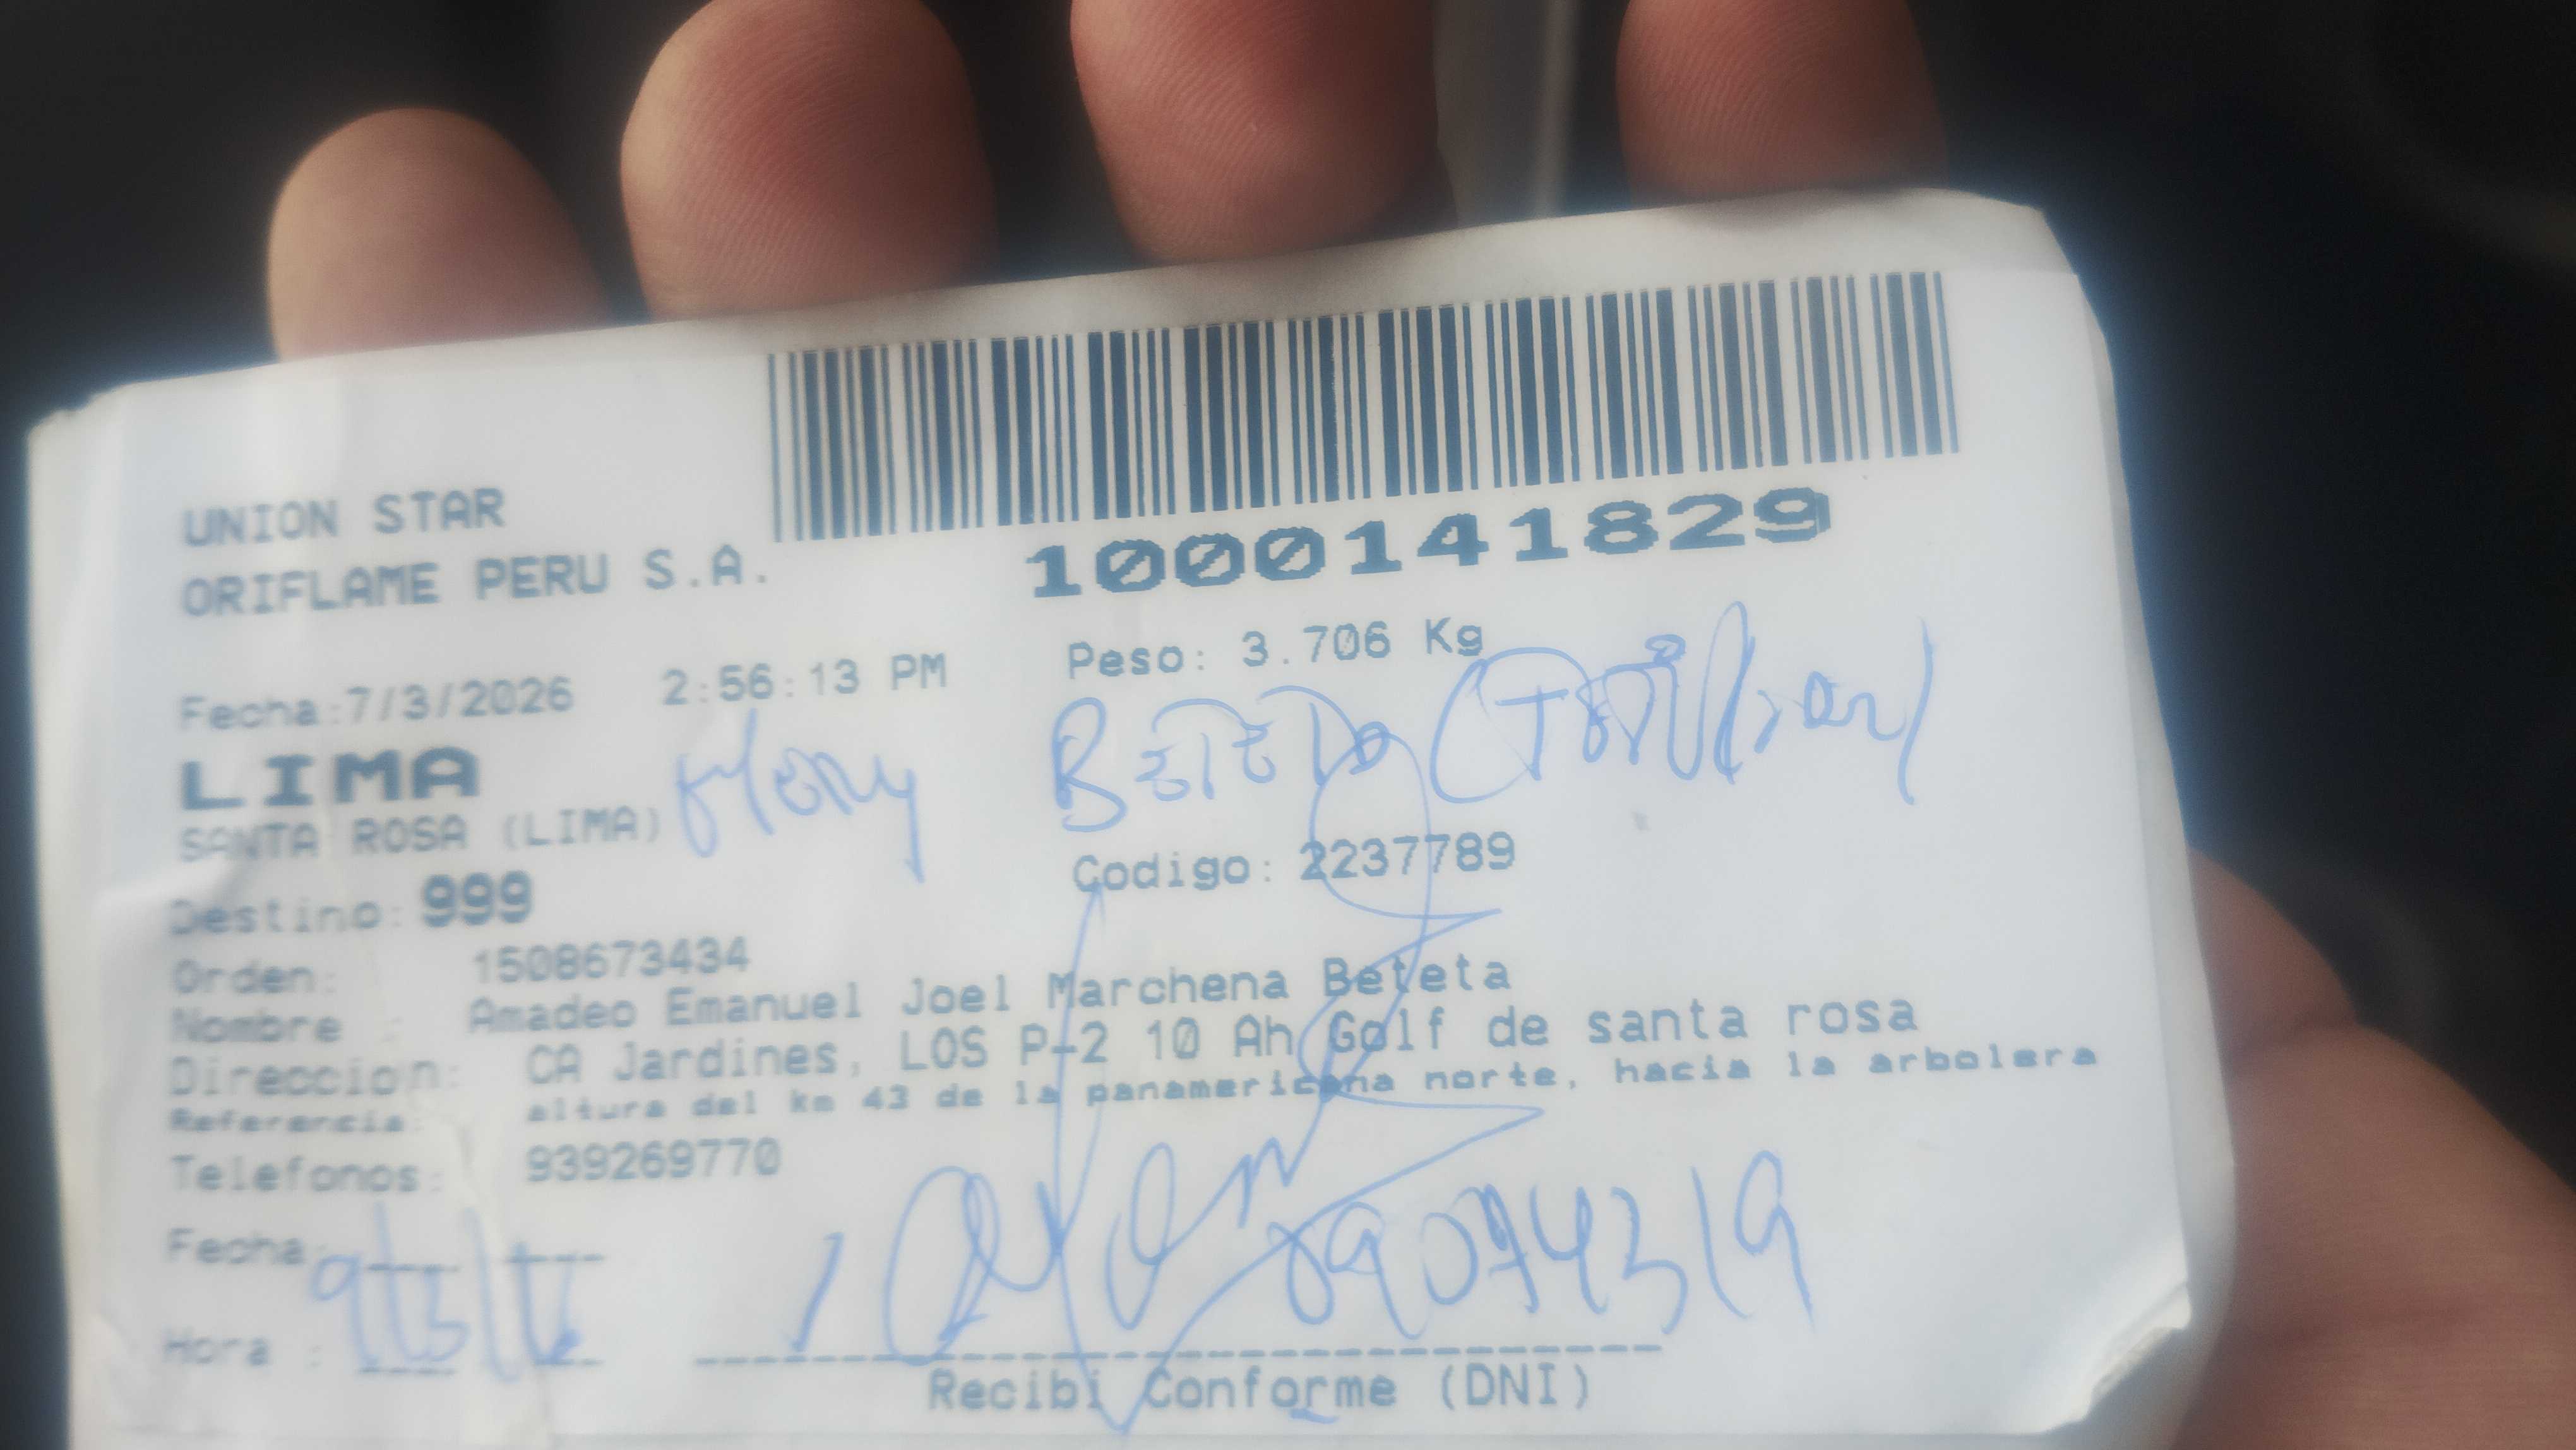 UNION STAR
ORIFLAME PERU S.A.
1000141829
Fecha:7/3/2026 2:56:13 PM Peso: 3.706 Kg
LIMA
SANTA ROSA (LIMA)
Beteta
Destino: 999 Codigo: 2237789
Orden: 1508673434
Nombre : Amadeo Emanuel Joel Marchena Beteta
Direccion: CA Jardines, LOS P-2 10 Ah Golf de santa rosa
Referencia: altura del km 43 de la panamericana norte, hacia la arbolera
Telefonos: 939269770
Fecha:
Hora :
Recibi Conforme (DNI)